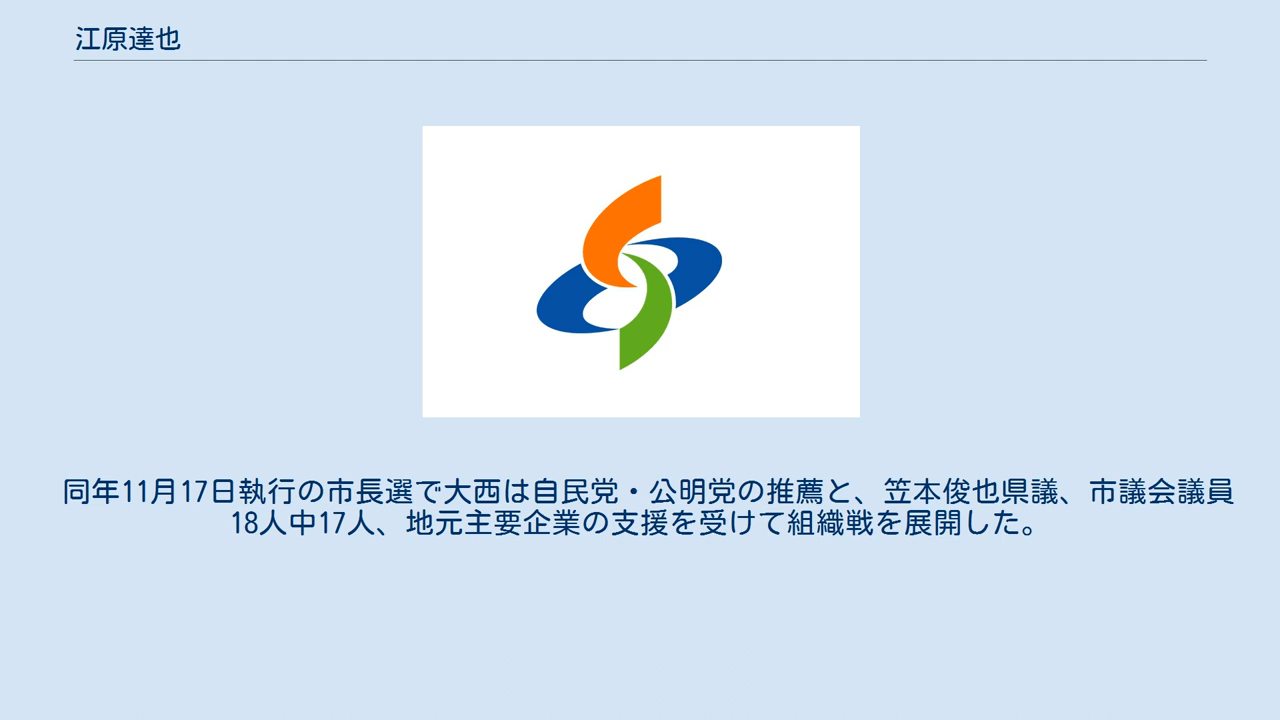 江原達也
同年11月17日執行の市長選で大西は自民党・公明党の推薦と、笠本俊也県議、市議会議員
18人中17人、地元主要企業の支援を受けて組織戦を展開した。